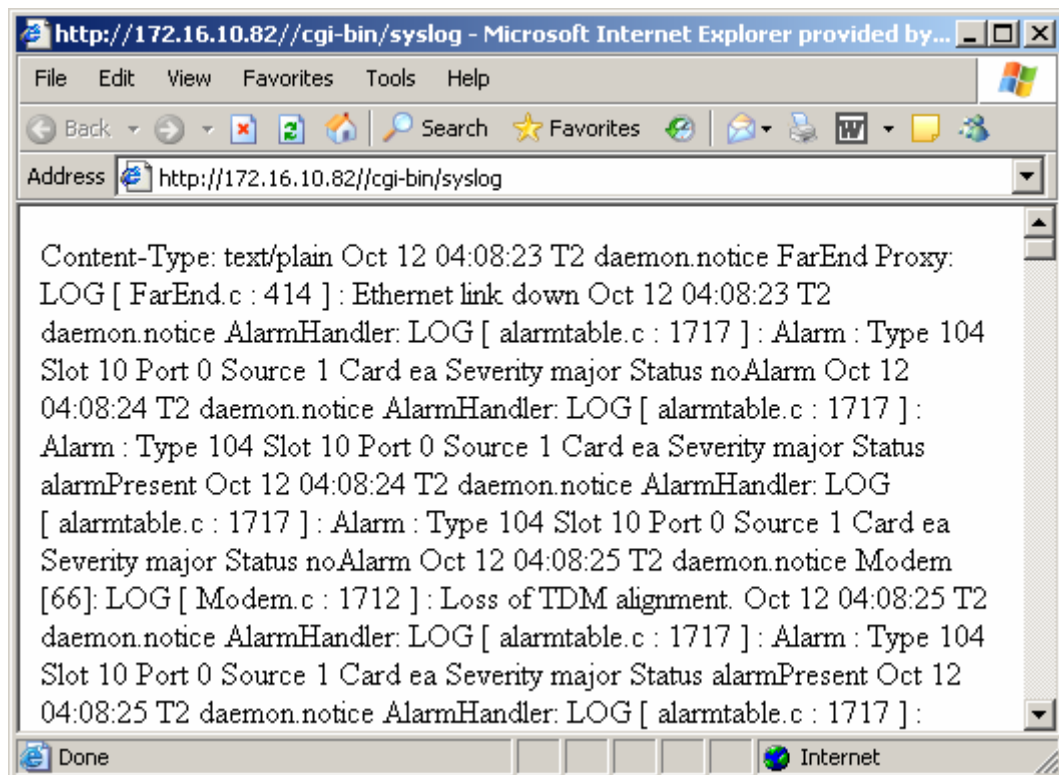 http://172.16.10.82//cgi-bin/syslog - Microsoft Internet Explorer provided by...
File Edit View Favorites Tools Help
Back Search Favorites W
Address http://172.16.10.82//cgi-bin/syslog
Content-Type: text/plain Oct 12 04:08:23 T2 daemon.notice FarEnd Proxy:
LOG [ FarEnd.c : 414 ] : Ethernet link down Oct 12 04:08:23 T2
daemon.notice AlarmHandler: LOG [ alarmtable.c : 1717 ] : Alarm : Type 104
Slot 10 Port 0 Source 1 Card ea Severity major Status noAlarm Oct 12
04:08:24 T2 daemon.notice AlarmHandler: LOG [ alarmtable.c : 1717 ] :
Alarm : Type 104 Slot 10 Port 0 Source 1 Card ea Severity major Status
alarmPresent Oct 12 04:08:24 T2 daemon.notice AlarmHandler: LOG
[ alarmtable.c : 1717 ] : Alarm : Type 104 Slot 10 Port 0 Source 1 Card ea
Severity major Status noAlarm Oct 12 04:08:25 T2 daemon.notice Modem
[66]: LOG [ Modem.c : 1712 ] : Loss of TDM alignment. Oct 12 04:08:25 T2
daemon.notice AlarmHandler: LOG [ alarmtable.c : 1717 ] : Alarm : Type 104
Slot 10 Port 0 Source 1 Card ea Severity major Status alarmPresent Oct 12
04:08:25 T2 daemon.notice AlarmHandler: LOG [ alarmtable.c : 1717 ] :
Done Internet